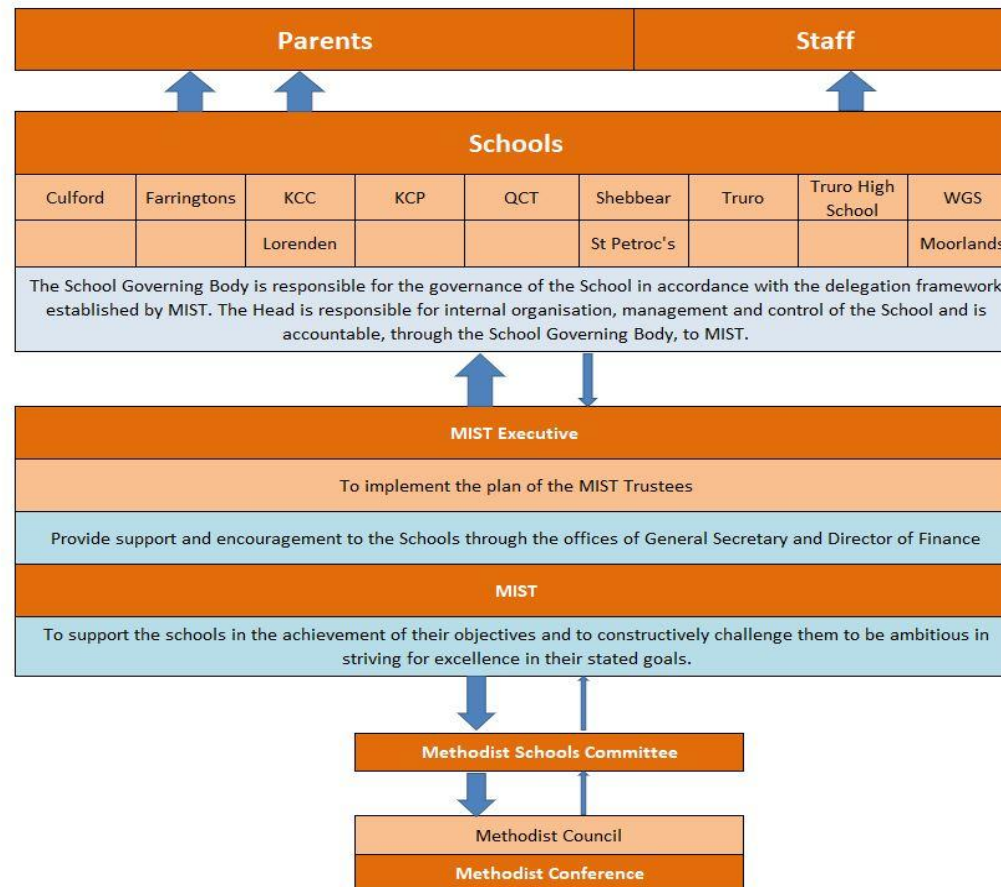 Parents Staff
Schools
Culford Farringtons KCC KCP QCT Shebbear Truro Truro High School WGS
Lorenden St Petroc's Moorlands
The School Governing Body is responsible for the governance of the School in accordance with the delegation framework
established by MIST. The Head is responsible for internal organisation, management and control of the School and is
accountable, through the School Governing Body, to MIST.
MIST Executive
To implement the plan of the MIST Trustees
Provide support and encouragement to the Schools through the offices of General Secretary and Director of Finance
MIST
To support the schools in the achievement of their objectives and to constructively challenge them to be ambitious in
striving for excellence in their stated goals.
Methodist Schools Committee
Methodist Council
Methodist Conference